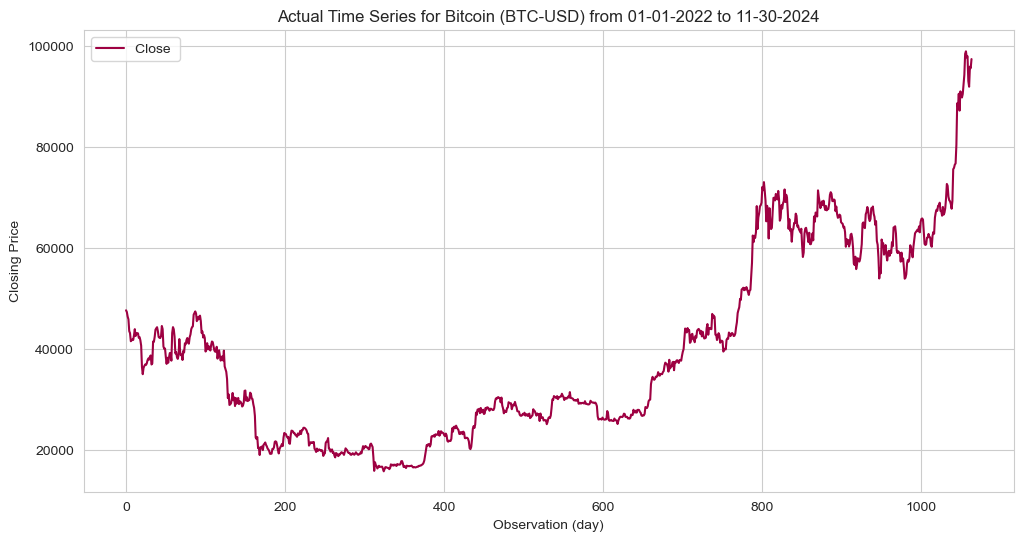 Actual Time Series for Bitcoin (BTC-USD) from 01-01-2022 to 11-30-2024
Close
100000
80000
60000
40000
20000
Closing Price
0 200 400 600 800 1000
Observation (day)